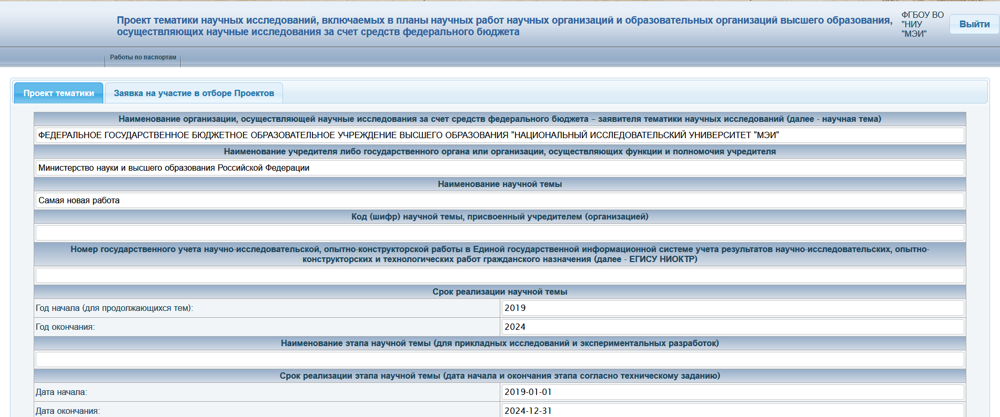 Проект тематики научных исследований, включаемых в планы научных работ научных организаций и образовательных организаций высшего образования,
осуществляющих научные исследования за счет средств федерального бюджета
ФГБОУ ВО
"НИУ
"МЭИ"
Выйти
Работы по паспортам
Проект тематики
Заявка на участие в отборе Проектов
Наименование организации, осуществляющей научные исследования за счет средств федерального бюджета – заявителя тематики научных исследований (далее - научная тема)
ФЕДЕРАЛЬНОЕ ГОСУДАРСТВЕННОЕ БЮДЖЕТНОЕ ОБРАЗОВАТЕЛЬНОЕ УЧРЕЖДЕНИЕ ВЫСШЕГО ОБРАЗОВАНИЯ "НАЦИОНАЛЬНЫЙ ИССЛЕДОВАТЕЛЬСКИЙ УНИВЕРСИТЕТ "МЭИ"
Наименование учредителя либо государственного органа или организации, осуществляющих функции и полномочия учредителя
Министерство науки и высшего образования Российской Федерации
Наименование научной темы
Самая новая работа
Код (шифр) научной темы, присвоенный учредителем (организацией)
Номер государственного учета научно-исследовательской, опытно-конструкторской работы в Единой государственной информационной системе учета результатов научно-исследовательских, опытно-
конструкторских и технологических работ гражданского назначения (далее - ЕГИСУ НИОКТР)
Срок реализации научной темы
Год начала (для продолжающихся тем):
2019
Год окончания:
2024
Наименование этапа научной темы (для прикладных исследований и экспериментальных разработок)
Срок реализации этапа научной темы (дата начала и окончания этапа согласно техническому заданию)
Дата начала:
2019-01-01
Дата окончания:
2024-12-31